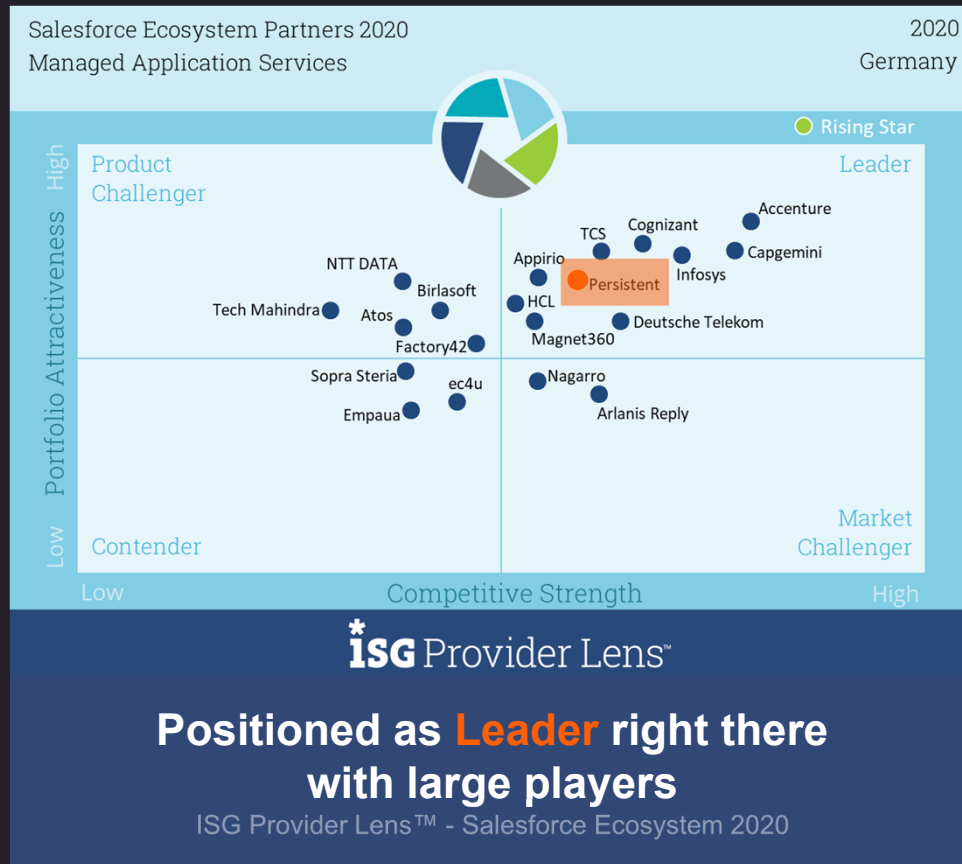 Salesforce Ecosystem Partners 2020
Managed Application Services
2020
Germany
Rising Star
High
Product
Challenger
Leader
Accenture
Cognizant
TCS
Capgemini
Appirio
Infosys
NTT DATA
Persistent
Birlasoft
HCL
Tech Mahindra
Atos
Deutsche Telekom
Magnet360
Factory42
Portfolio Attractiveness
Sopra Steria
ec4u
Nagarro
Empaua
Arlanis Reply
Low
Contender
Market
Challenger
Low
Competitive Strength
High
ISG Provider Lens™
Positioned as Leader right there
with large players
ISG Provider Lens™ - Salesforce Ecosystem 2020